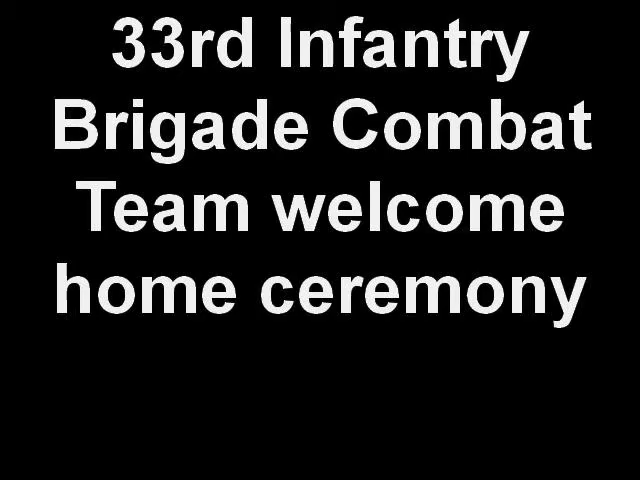 33rd Infantry
Brigade Combat
Team welcome
home ceremony